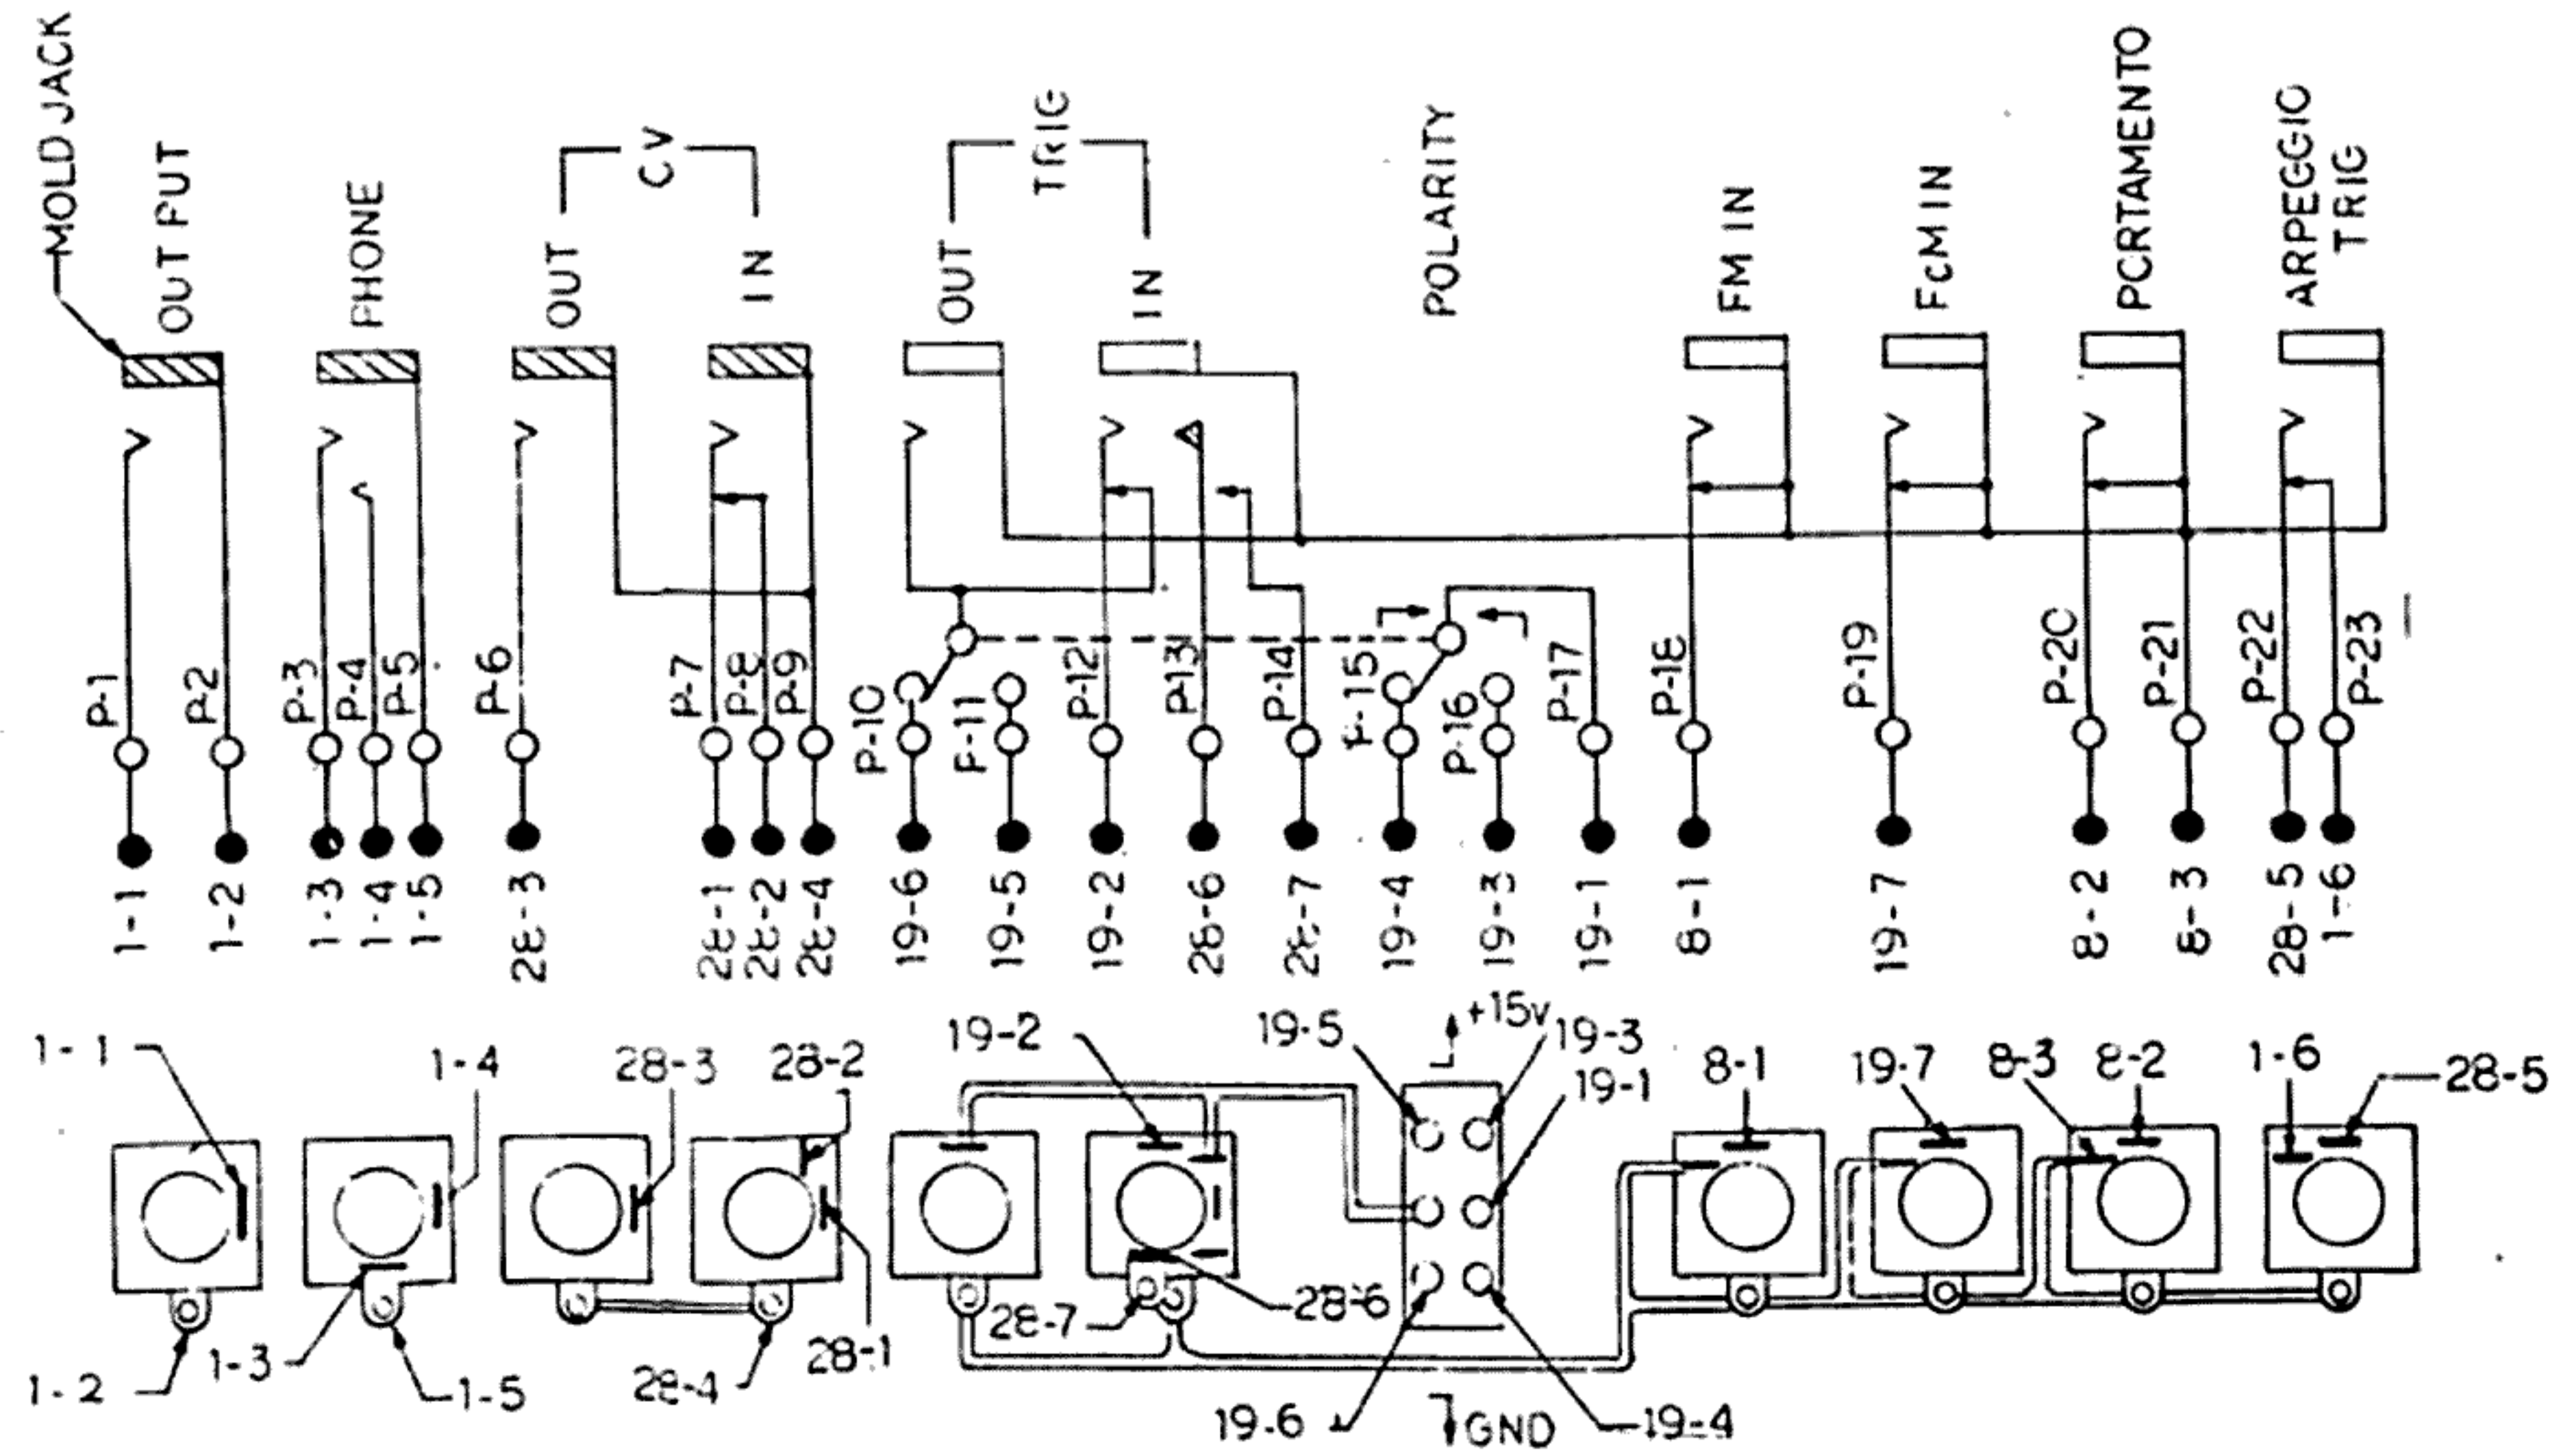 MOLD JACK
OUT PUT
PHONE
CV
OUT
IN
TRIG
OUT
IN
POLARITY
FM IN
FcM IN
PORTAMENTO
ARPEGGIO
TRIG
P-1
P-2
P-3
P-4
P-5
P-6
P-7
P-8
P-9
P-10
P-11
P-12
P-13
P-14
P-15
P-16
P-17
P-18
P-19
P-20
P-21
P-22
P-23
1-1
1-2
1-3
1-4
1-5
28-3
28-1
28-2
28-4
19-6
19-5
19-2
28-6
28-7
19-4
19-3
19-1
8-1
19-7
8-2
8-3
28-5
1-6
1-1
1-4
28-3
28-2
19-2
19-5
+15v
19-3
19-1
8-1
19-7
8-3
8-2
1-6
28-5
1-2
1-3
1-5
28-4
28-1
28-7
28-6
19-6
GND
19-4